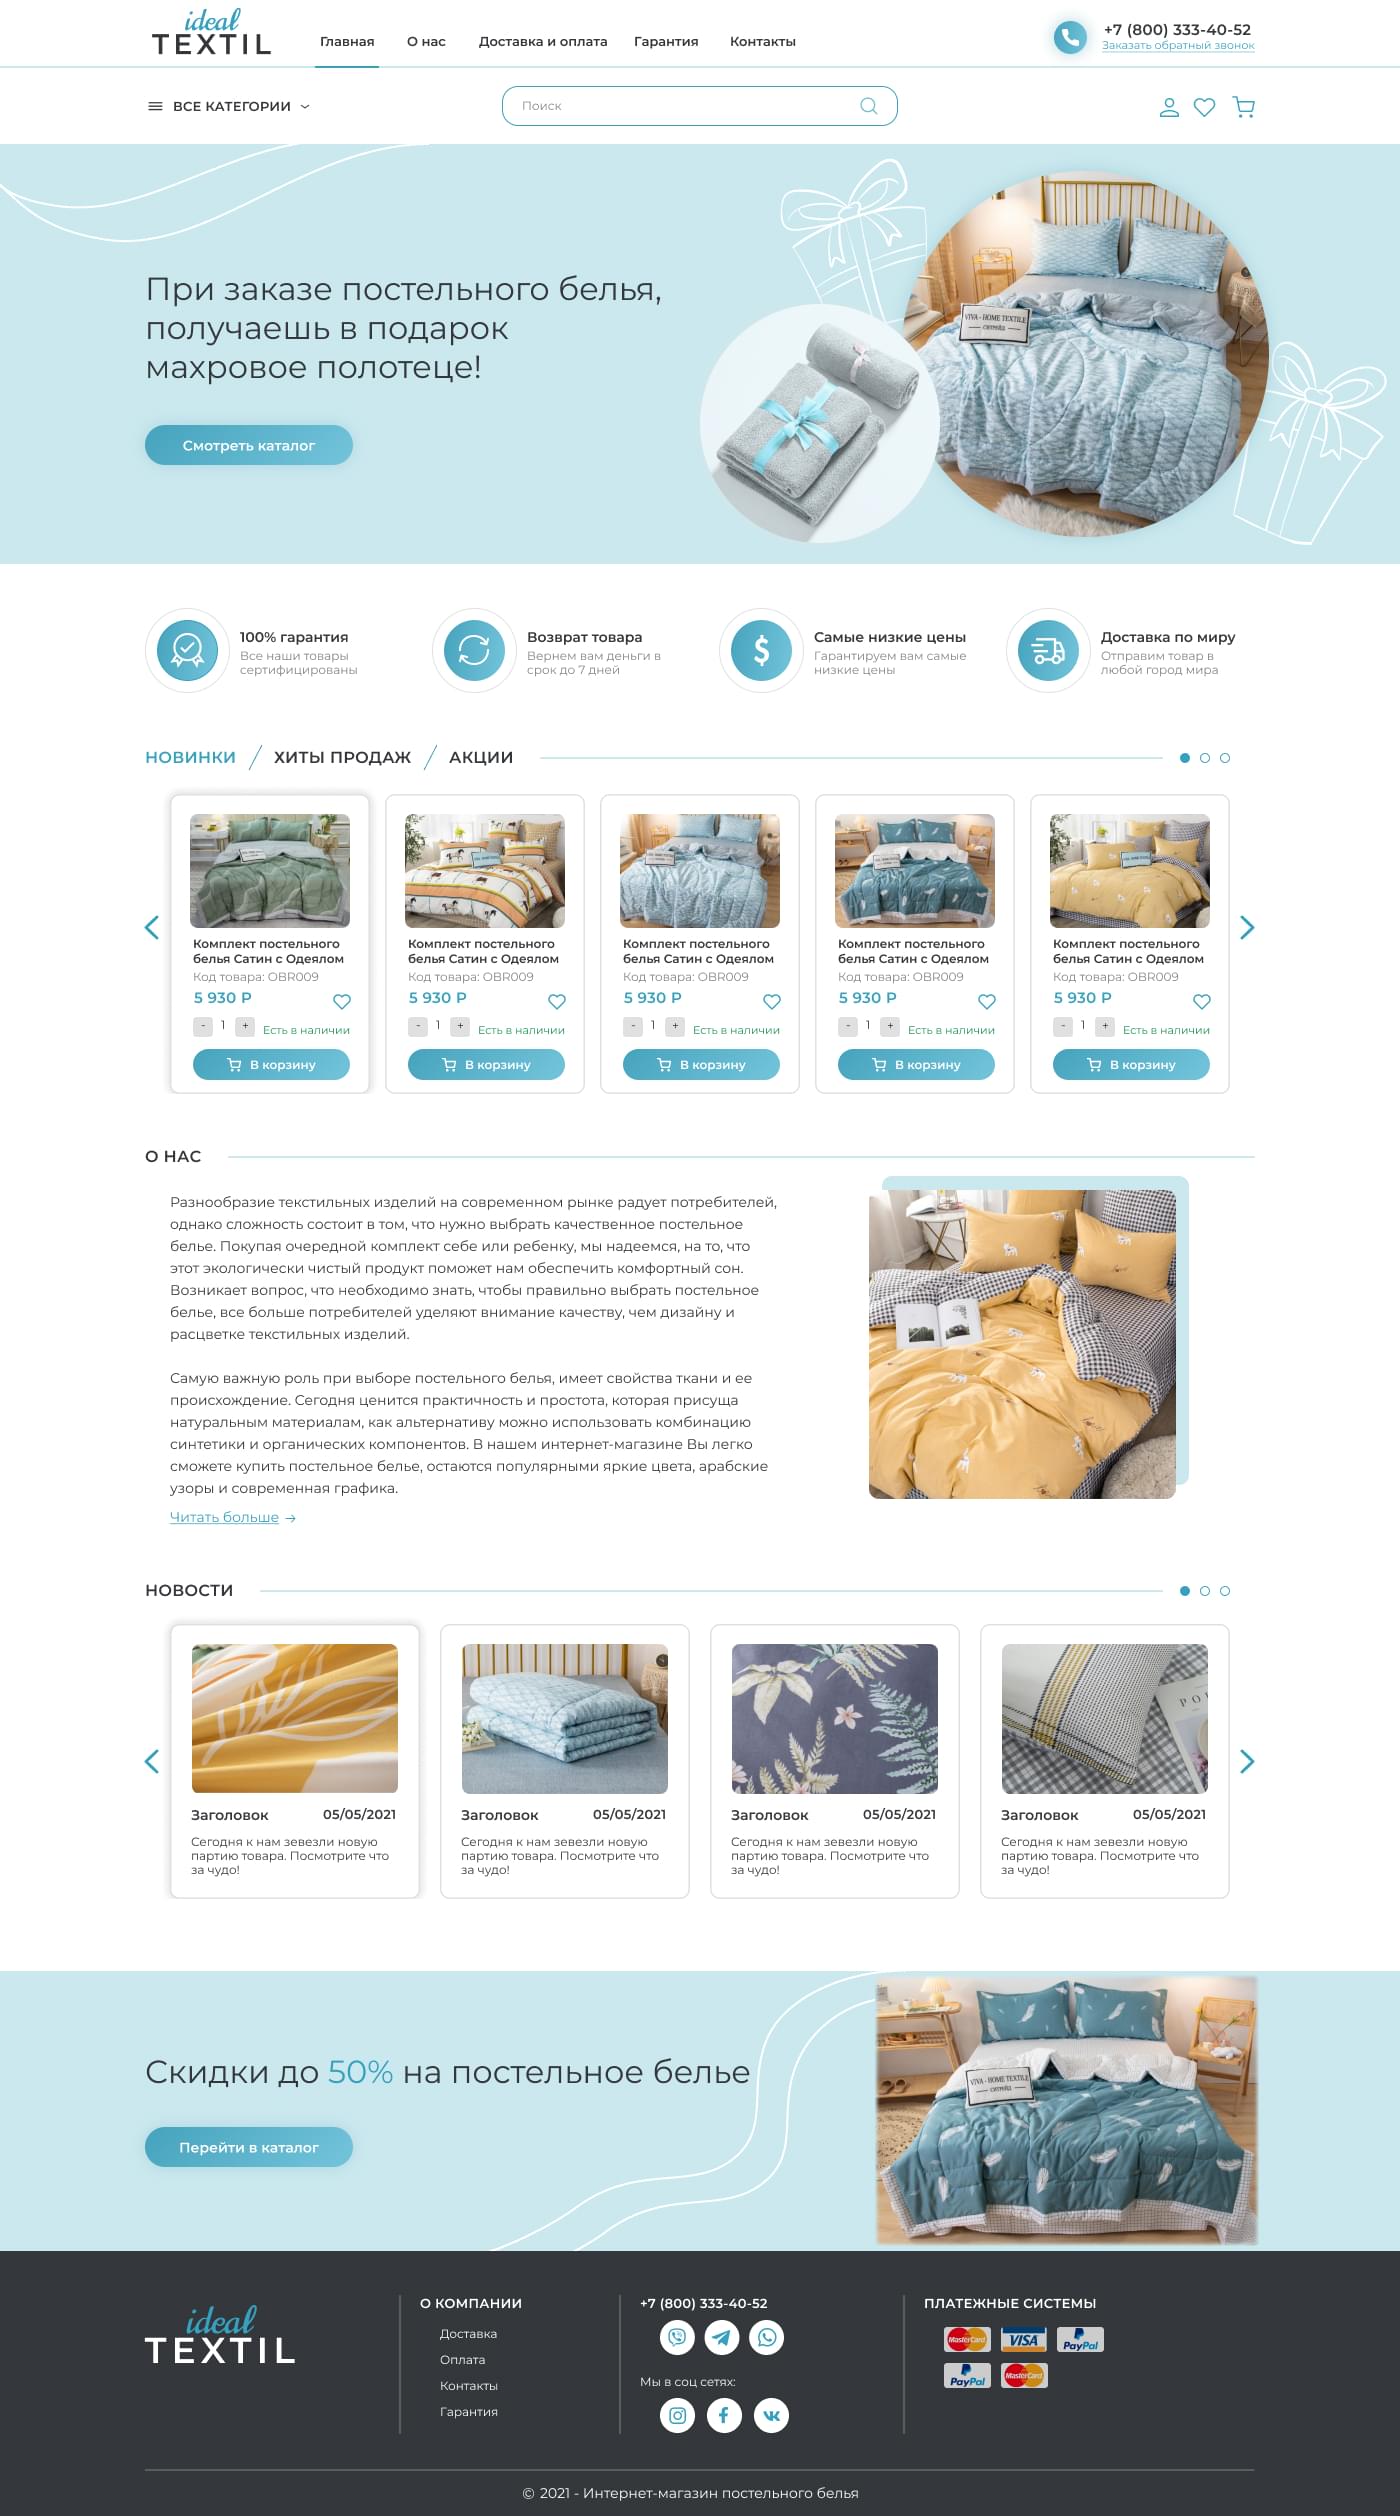 ideal
TEXTIL
Главная О нас Доставка и оплата Гарантия Контакты
+7 (800) 333-40-52
Заказать обратный звонок
ВСЕ КАТЕГОРИИ
Поиск
При заказе постельного белья,
получаешь в подарок
махровое полотеце!
Смотреть каталог
VIVA - HOME TEXTILE
100% гарантия
Все наши товары
сертифицированы
Возврат товара
Вернем вам деньги в
срок до 7 дней
$
Самые низкие цены
Гарантируем вам самые
низкие цены
Доставка по миру
Отправим товар в
любой город мира
НОВИНКИ / ХИТЫ ПРОДАЖ / АКЦИИ
Комплект постельного
белья Сатин с Одеялом
Код товара: OBR009
5 930 Р
- 1 + Есть в наличии
В корзину
Комплект постельного
белья Сатин с Одеялом
Код товара: OBR009
5 930 Р
- 1 + Есть в наличии
В корзину
Комплект постельного
белья Сатин с Одеялом
Код товара: OBR009
5 930 Р
- 1 + Есть в наличии
В корзину
Комплект постельного
белья Сатин с Одеялом
Код товара: OBR009
5 930 Р
- 1 + Есть в наличии
В корзину
Комплект постельного
белья Сатин с Одеялом
Код товара: OBR009
5 930 Р
- 1 + Есть в наличии
В корзину
О НАС
Разнообразие текстильных изделий на современном рынке радует потребителей,
однако сложность состоит в том, что нужно выбрать качественное постельное
белье. Покупая очередной комплект себе или ребенку, мы надеемся, на то, что
этот экологически чистый продукт поможет нам обеспечить комфортный сон.
Возникает вопрос, что необходимо знать, чтобы правильно выбрать постельное
белье, все больше потребителей уделяют внимание качеству, чем дизайну и
расцветке текстильных изделий.
Самую важную роль при выборе постельного белья, имеет свойства ткани и ее
происхождение. Сегодня ценится практичность и простота, которая присуща
натуральным материалам, как альтернативу можно использовать комбинацию
синтетики и органических компонентов. В нашем интернет-магазине Вы легко
сможете купить постельное белье, остаются популярными яркие цвета, арабские
узоры и современная графика.
Читать больше →
НОВОСТИ
Заголовок 05/05/2021
Сегодня к нам зевезли новую
партию товара. Посмотрите что
за чудо!
Заголовок 05/05/2021
Сегодня к нам зевезли новую
партию товара. Посмотрите что
за чудо!
Заголовок 05/05/2021
Сегодня к нам зевезли новую
партию товара. Посмотрите что
за чудо!
Заголовок 05/05/2021
Сегодня к нам зевезли новую
партию товара. Посмотрите что
за чудо!
Скидки до 50% на постельное белье
Перейти в каталог
VIVA - HOME TEXTILE
ideal
TEXTIL
О КОМПАНИИ
Доставка
Оплата
Контакты
Гарантия
+7 (800) 333-40-52
Мы в соц сетях:
ПЛАТЕЖНЫЕ СИСТЕМЫ
MasterCard VISA PayPal
PayPal MasterCard
© 2021 - Интернет-магазин постельного белья